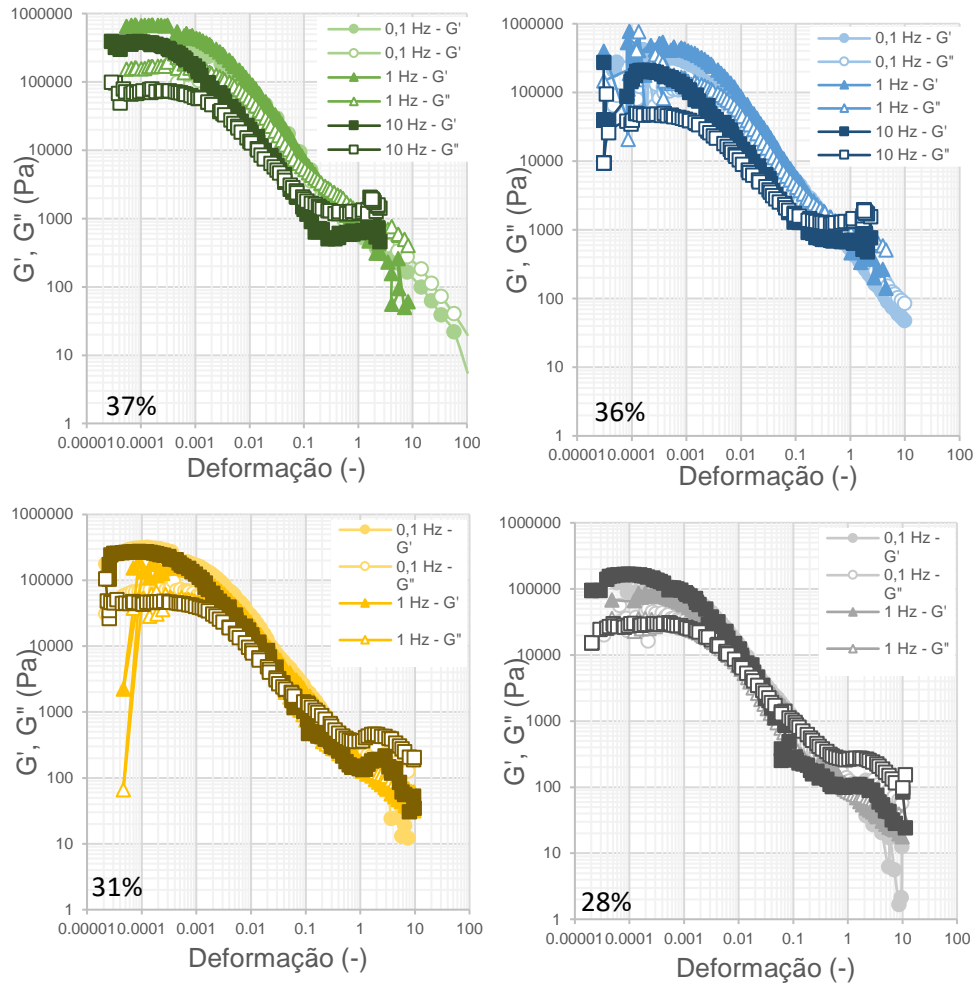 1000000
100000
10000
1000
100
10
1
G', G" (Pa)
0,1 Hz - G'
0,1 Hz - G'
1 Hz - G'
1 Hz - G"
10 Hz - G'
10 Hz - G"
37%
0.00001
0.0001
0.001
0.01
0.1
1
10
100
Deformação (-)
1000000
100000
10000
1000
100
10
1
G', G" (Pa)
0,1 Hz - G'
0,1 Hz - G"
1 Hz - G'
1 Hz - G"
10 Hz - G'
10 Hz - G"
36%
0.00001
0.0001
0.001
0.01
0.1
1
10
100
Deformação (-)
1000000
100000
10000
1000
100
10
1
G', G" (Pa)
0,1 Hz -
G'
0,1 Hz -
G"
1 Hz - G'
1 Hz - G"
31%
0.00001
0.0001
0.001
0.01
0.1
1
10
100
Deformação (-)
1000000
100000
10000
1000
100
10
1
G', G" (Pa)
0,1 Hz -
G'
0,1 Hz -
G"
1 Hz - G'
1 Hz - G"
28%
0.00001
0.0001
0.001
0.01
0.1
1
10
100
Deformação (-)